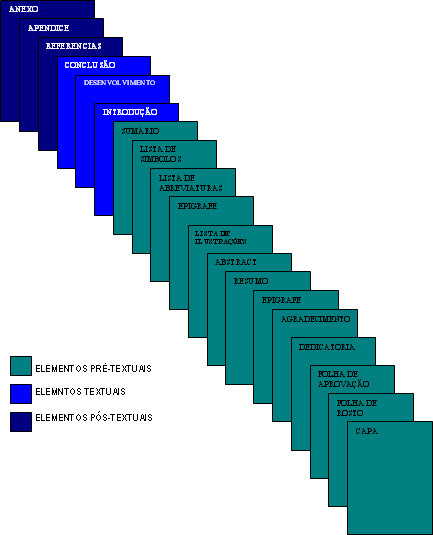 ANEXO
APENDICE
REFERENCIAS
CONCLUSÃO
DESENVOLVIMENTO
INTRODUÇÃO
SUMARIO
LISTA DE
SIMBOLOS
LISTA DE
ABREVIATURAS
EPIGRAFE
LISTA DE
ILUSTRAÇÕES
ABSTRACT
RESUMO
EPIGRAFE
AGRADECIMENTO
DEDICATORIA
FOLHA DE
APROVAÇÃO
FOLHA DE
ROSTO
CAPA
ELEMENTOS PRÉ-TEXTUAIS
ELEMNTOS TEXTUAIS
ELEMENTOS PÓS-TEXTUAIS